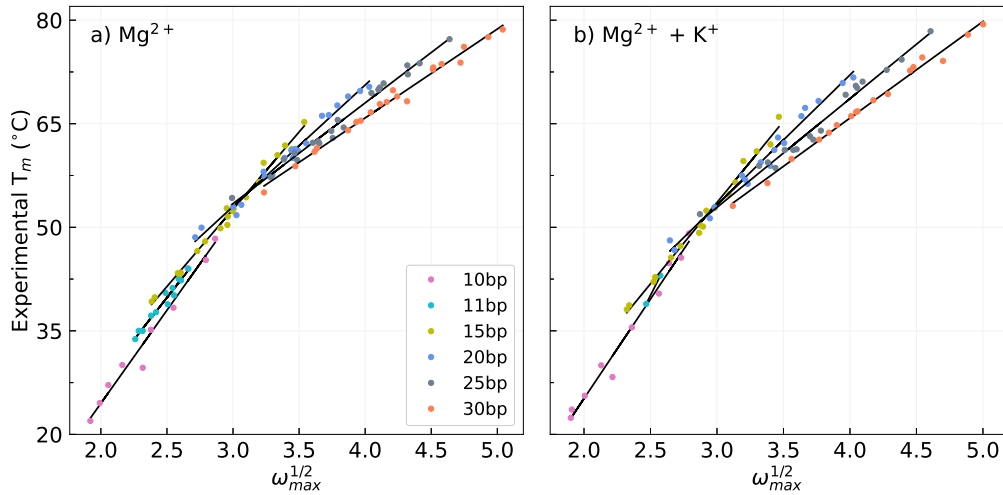 a) Mg²⁺
b) Mg²⁺ + K⁺
Experimental Tₘ (°C)
80
65
50
35
20
10bp
11bp
15bp
20bp
25bp
30bp
2.0 2.5 3.0 3.5 4.0 4.5 5.0
2.0 2.5 3.0 3.5 4.0 4.5 5.0
ω_max^1/2
ω_max^1/2